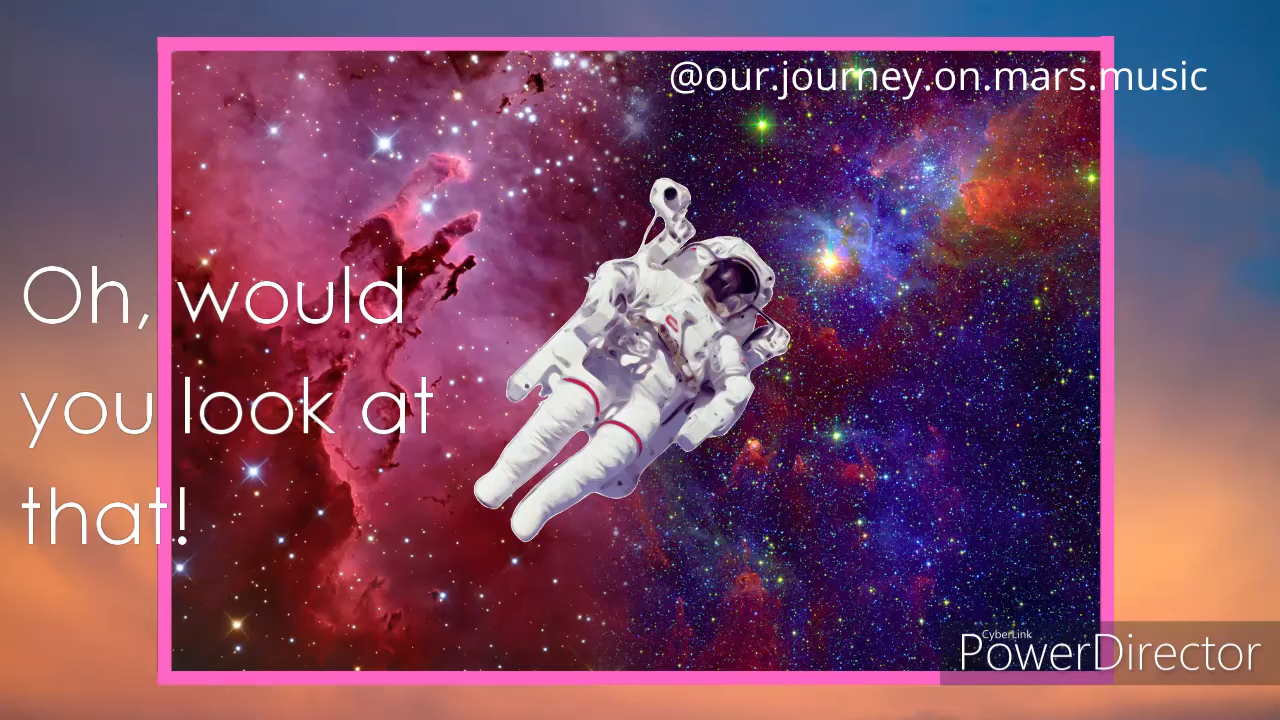 @our.journey.on.mars.music
Oh, would
you look at
that!
CyberLink
PowerDirector